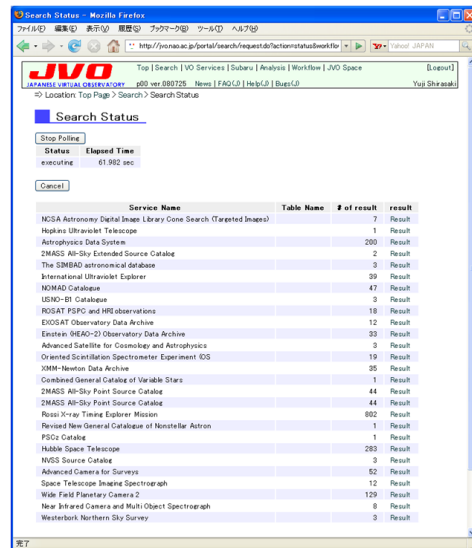 Search Status - Mozilla Firefox
ファイル(F) 編集(E) 表示(V) 履歴(S) ブックマーク(B) ツール(T) ヘルプ(H)
http://jvo.nao.ac.jp/portal/search/request.do?action=status&workflo
Yahoo! JAPAN
JVO
JAPANESE VIRTUAL OBSERVATORY
Top | Search | VO Services | Subaru | Analysis | Workflow | JVO Space [Logout]
p00 ver.080725 News | FAQ(J) | Help(J) | Bugs(J) Yuji Shirasaki
=> Location: Top Page > Search > Search Status
Search Status
Stop Polling
Status Elapsed Time
executing 61.982 sec
Cancel
Service Name Table Name # of result result
NCSA Astronomy Digital Image Library Cone Search (Targeted Images) 7 Result
Hopkins Ultraviolet Telescope 1 Result
Astrophysics Data System 200 Result
2MASS All-Sky Extended Source Catalog 2 Result
The SIMBAD astronomical database 3 Result
International Ultraviolet Explorer 39 Result
NOMAD Catalogue 47 Result
USNO-B1 Catalogue 3 Result
ROSAT PSPC and HRI observations 18 Result
EXOSAT Observatory Data Archive 12 Result
Einstein (HEAO-2) Observatory Data Archive 33 Result
Advanced Satellite for Cosmology and Astrophysics 3 Result
Oriented Scintillation Spectrometer Experiment (OS 19 Result
XMM-Newton Data Archive 35 Result
Combined General Catalog of Variable Stars 1 Result
2MASS All-Sky Point Source Catalog 44 Result
2MASS All-Sky Point Source Catalog 44 Result
Rossi X-ray Timing Explorer Mission 802 Result
Revised New General Catalogue of Nonstellar Astron 1 Result
PSCz Catalog 1 Result
Hubble Space Telescope 283 Result
NVSS Source Catalog 3 Result
Advanced Camera for Surveys 52 Result
Space Telescope Imaging Spectrograph 12 Result
Wide Field Planetary Camera 2 129 Result
Near Infrared Camera and Multi Object Spectrograph 8 Result
Westerbork Northern Sky Survey 3 Result
完了